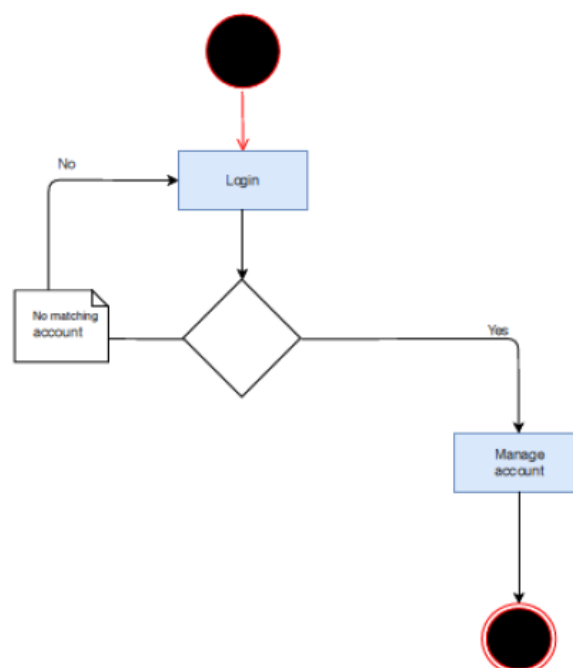 No
Login
No matching
account
Yes
Manage
account